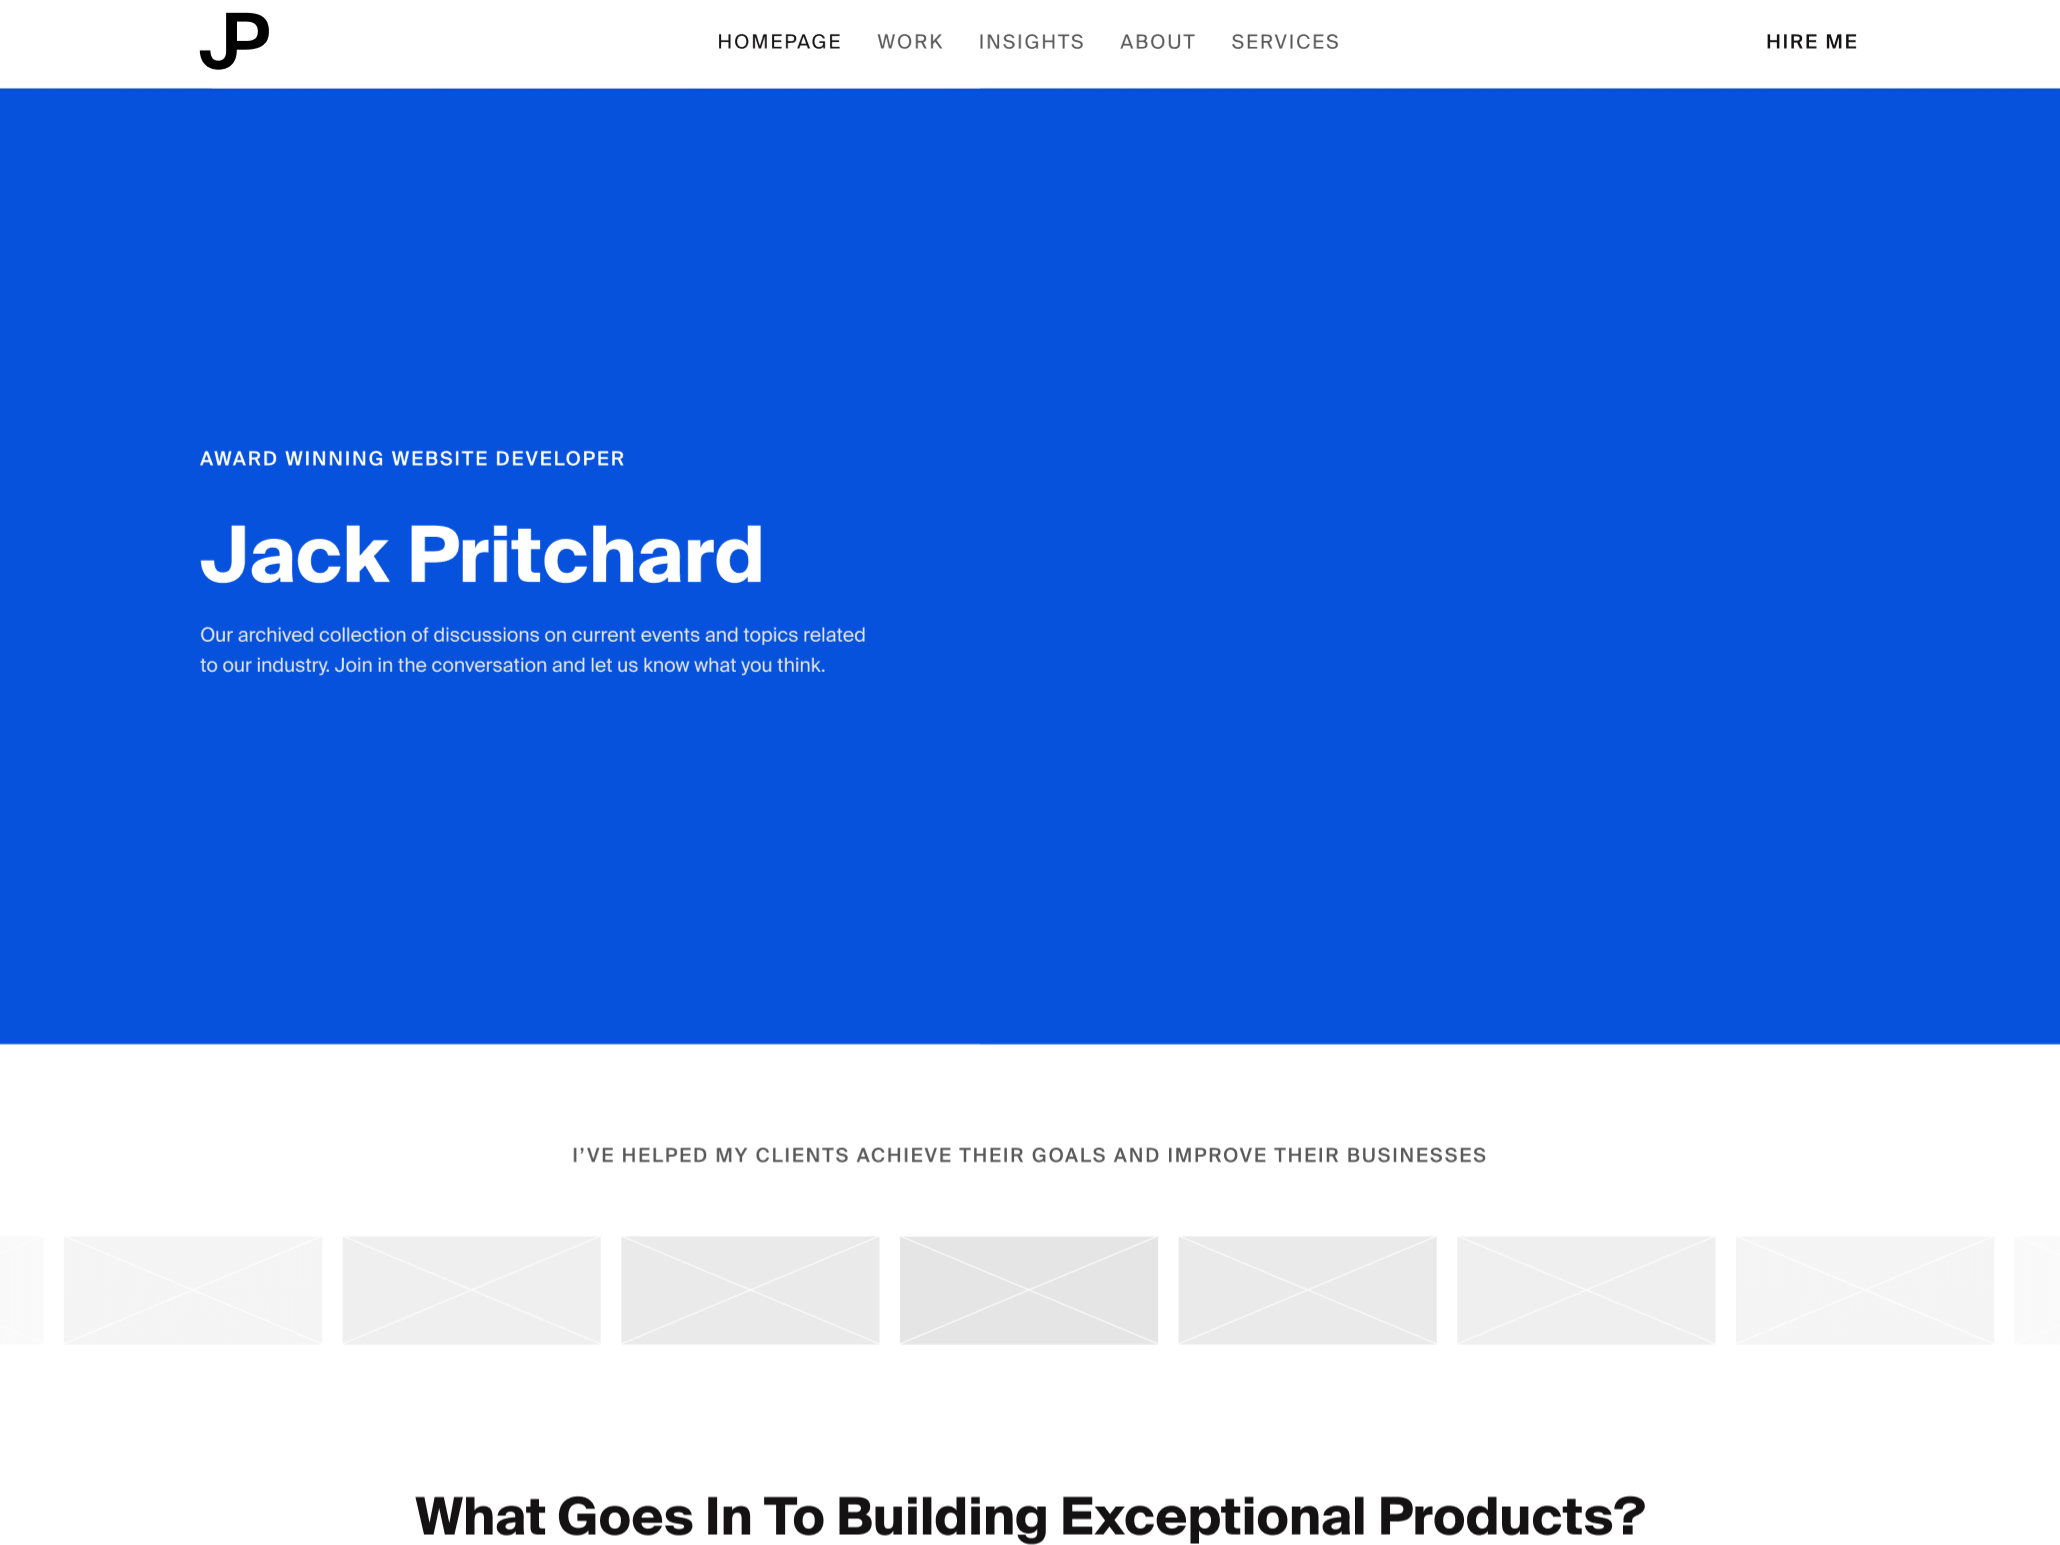 JP
HOMEPAGE WORK INSIGHTS ABOUT SERVICES HIRE ME
AWARD WINNING WEBSITE DEVELOPER
Jack Pritchard
Our archived collection of discussions on current events and topics related
to our industry. Join in the conversation and let us know what you think.
I’VE HELPED MY CLIENTS ACHIEVE THEIR GOALS AND IMPROVE THEIR BUSINESSES
What Goes In To Building Exceptional Products?